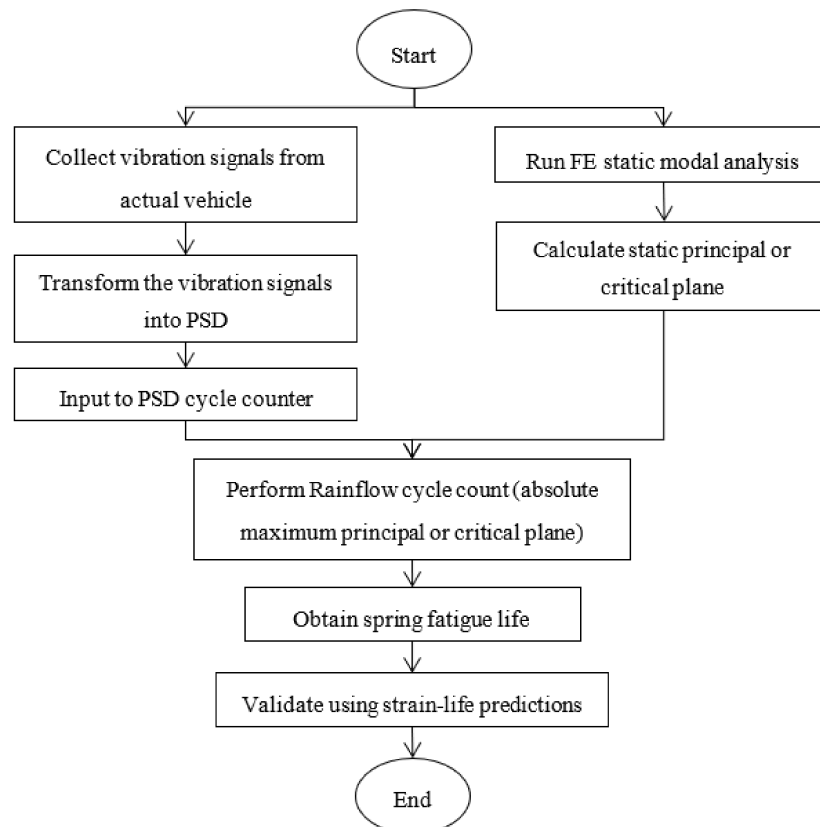 Start
Collect vibration signals from
actual vehicle
Transform the vibration signals
into PSD
Input to PSD cycle counter
Run FE static modal analysis
Calculate static principal or
critical plane
Perform Rainflow cycle count (absolute
maximum principal or critical plane)
Obtain spring fatigue life
Validate using strain-life predictions
End